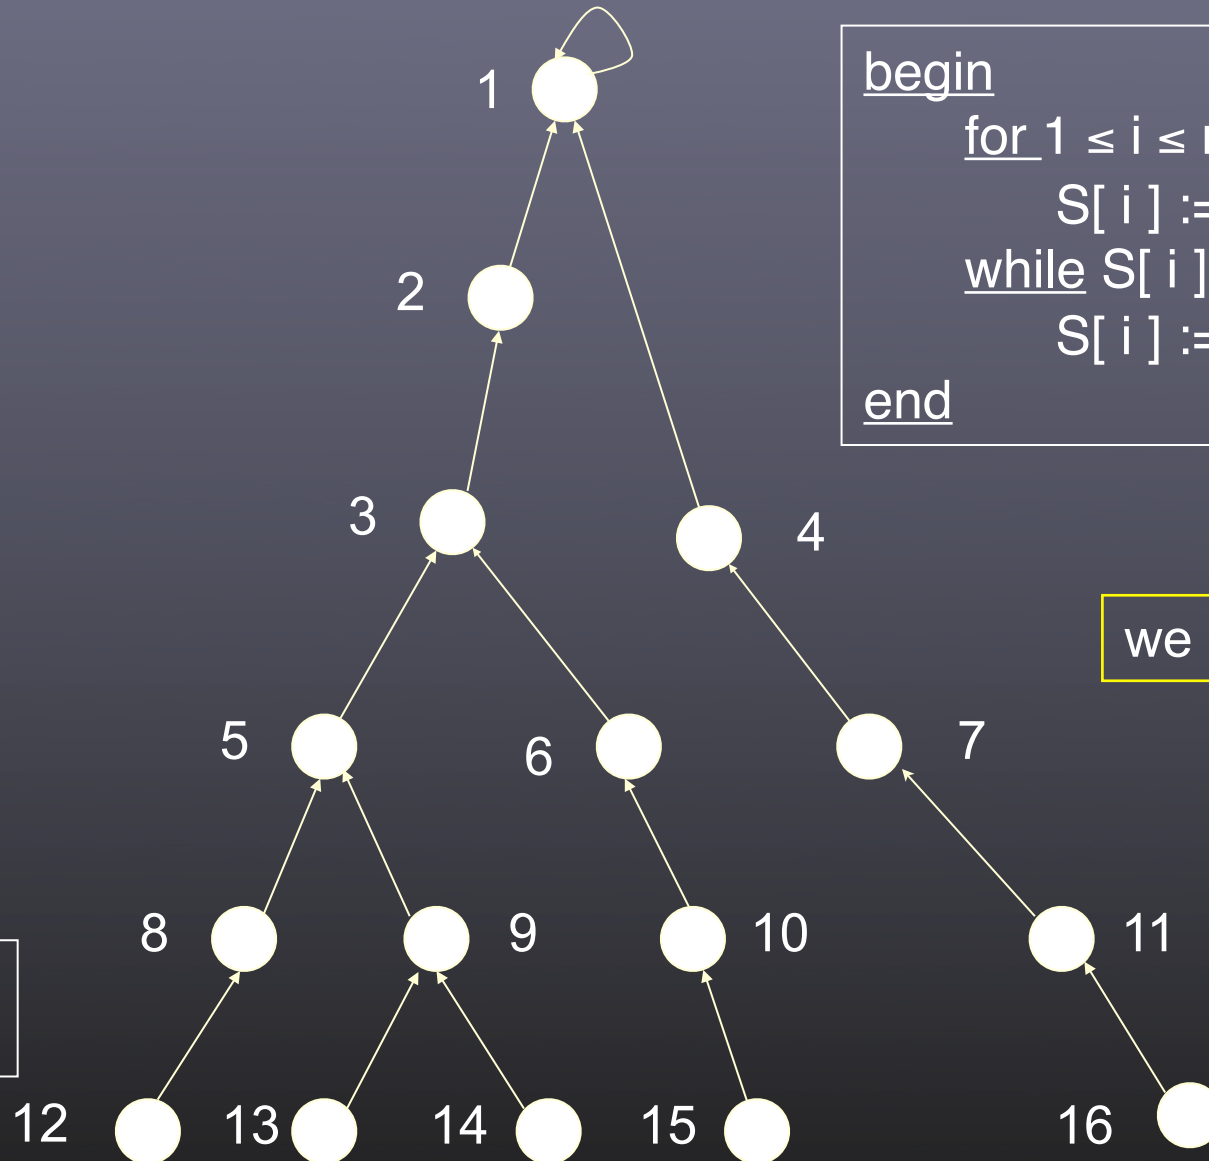 1
begin
for 1 ≤ i ≤
S[ i ] :=
while S[ i ]
S[ i ] :=
end
2
3
4
we
5
6
7
8
9
10
11
12
13
14
15
16